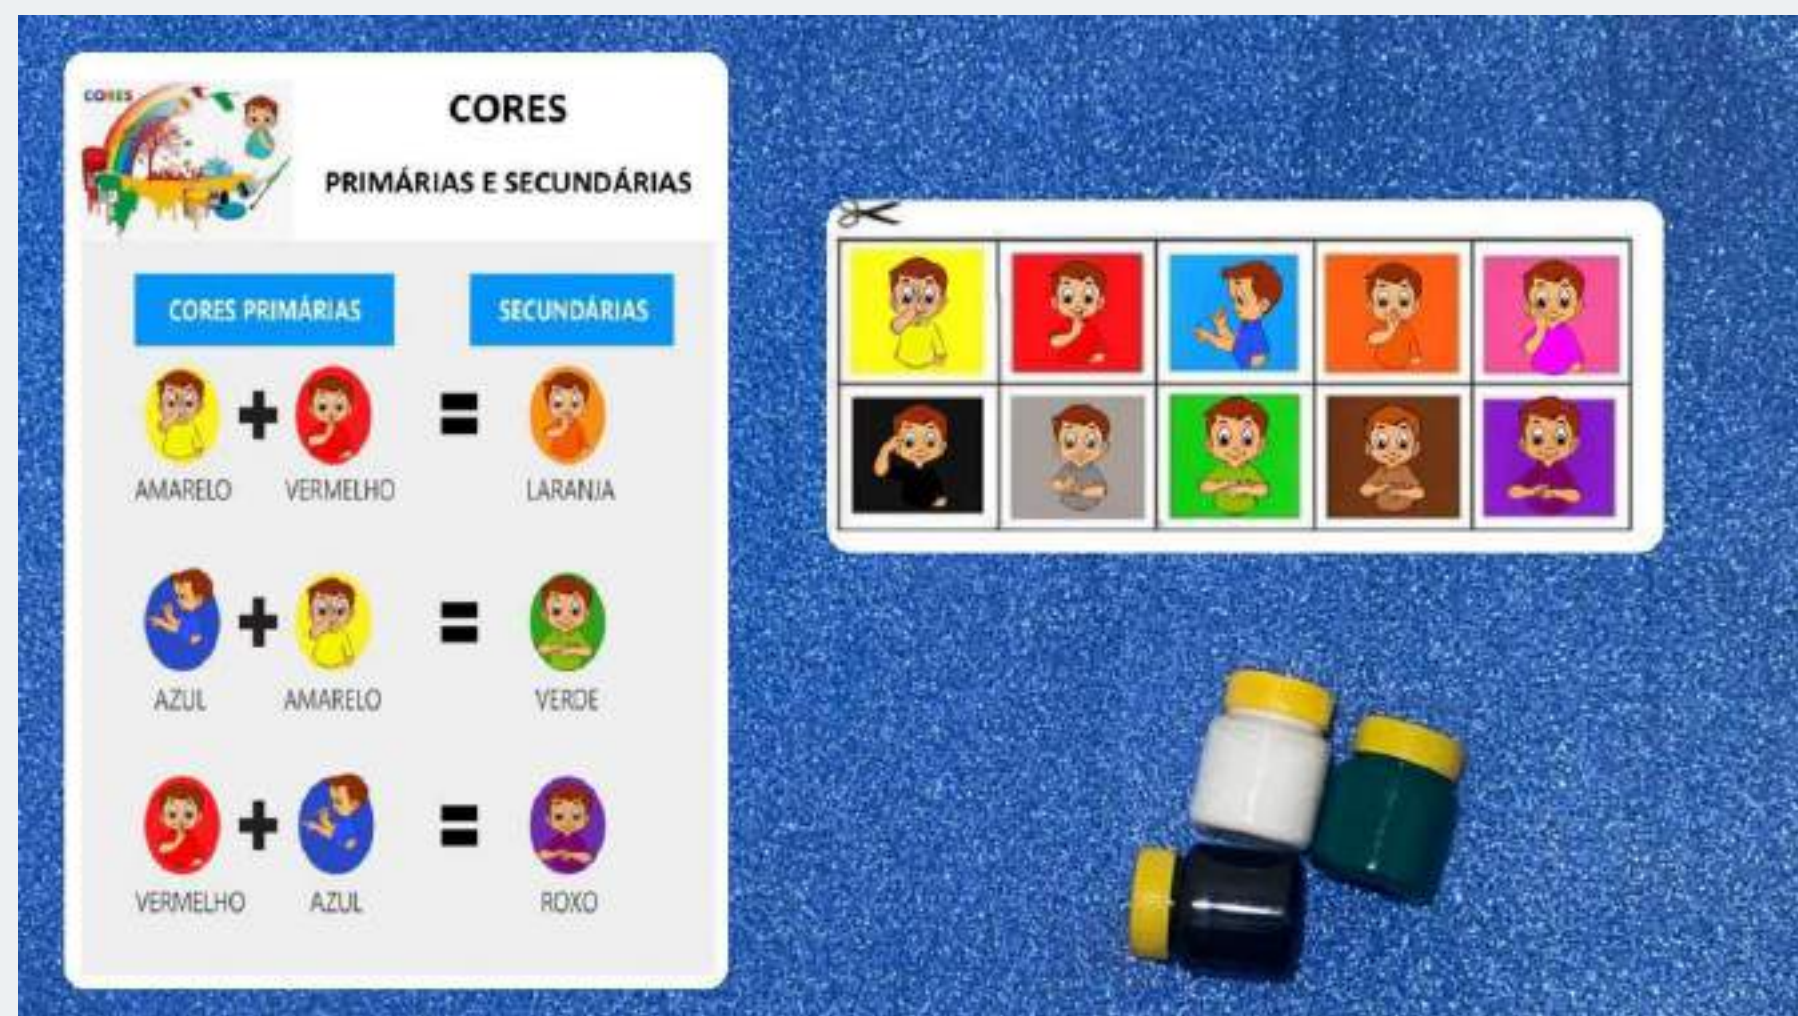 CORES
CORES
PRIMÁRIAS E SECUNDÁRIAS
CORES PRIMÁRIAS
SECUNDÁRIAS
AMARELO
VERMELHO
LARANJA
AZUL
AMARELO
VERDE
VERMELHO
AZUL
ROXO